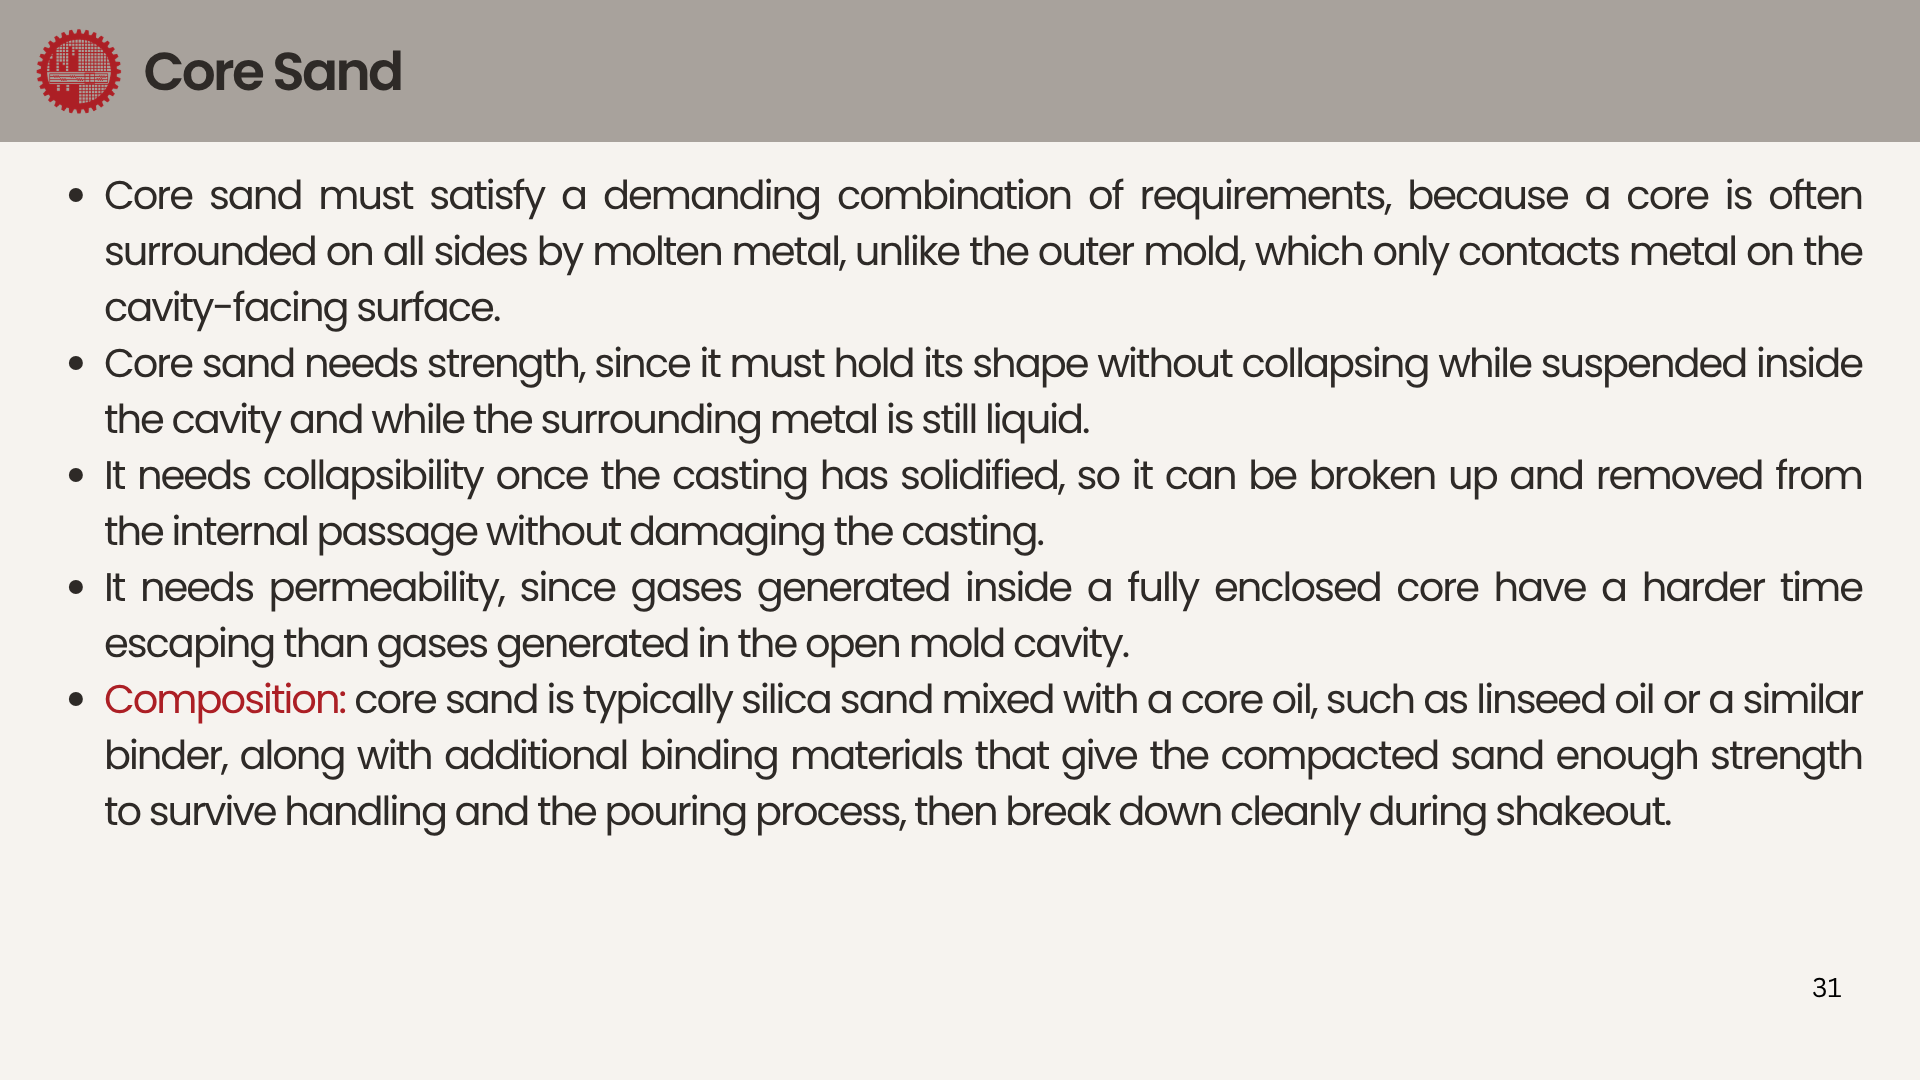 Core Sand
• Core sand must satisfy a demanding combination of requirements, because a core is often
surrounded on all sides by molten metal, unlike the outer mold, which only contacts metal on the
cavity-facing surface.
• Core sand needs strength, since it must hold its shape without collapsing while suspended inside
the cavity and while the surrounding metal is still liquid.
• It needs collapsibility once the casting has solidified, so it can be broken up and removed from
the internal passage without damaging the casting.
• It needs permeability, since gases generated inside a fully enclosed core have a harder time
escaping than gases generated in the open mold cavity.
• Composition: core sand is typically silica sand mixed with a core oil, such as linseed oil or a similar
binder, along with additional binding materials that give the compacted sand enough strength
to survive handling and the pouring process, then break down cleanly during shakeout.
31